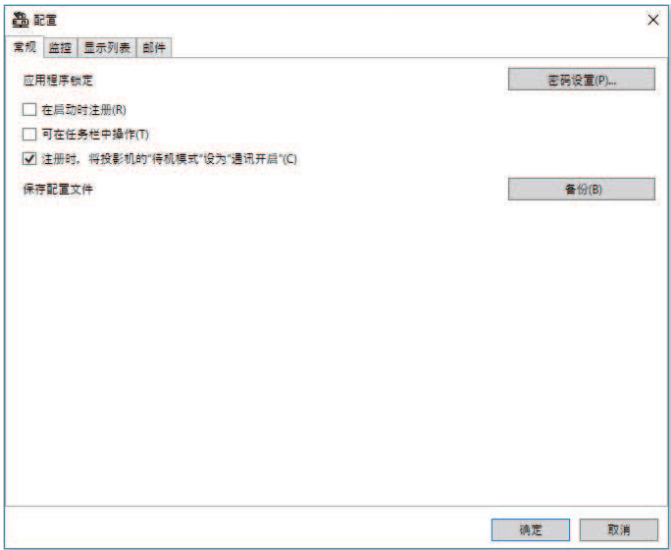 配置
常规 监控 显示列表 邮件
应用程序锁定 密码设置(P)...
在启动时注册(R)
可在任务栏中操作(T)
注册时，将投影机的"待机模式"设为"通讯开启"(C)
保存配置文件 备份(B)
确定 取消